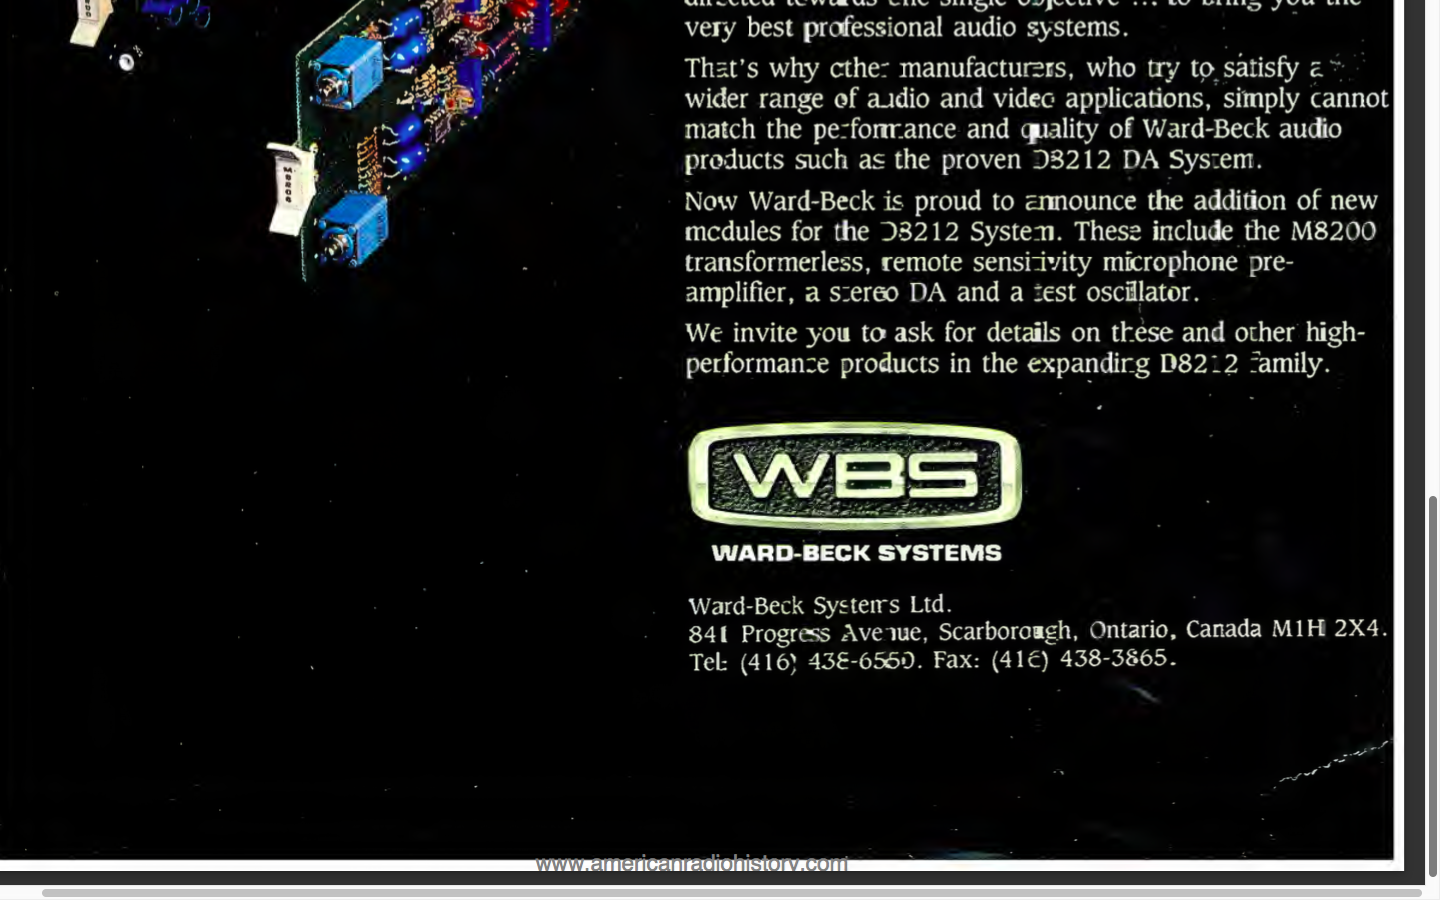 very best professional audio systems.
That's why other manufacturers, who try to satisfy a
wider range of audio and video applications, simply cannot
match the performance and quality of Ward-Beck audio
products such as the proven D8212 DA System.
Now Ward-Beck is proud to announce the addition of new
modules for the D8212 System. These include the M8200
transformerless, remote sensitivity microphone pre-
amplifier, a stereo DA and a test oscillator.
We invite you to ask for details on these and other high-
performance products in the expanding D8212 family.
WBS
WARD-BECK SYSTEMS
Ward-Beck Systems Ltd.
841 Progress Avenue, Scarborough, Ontario, Canada M1H 2X4.
Tel: (416) 438-6550. Fax: (416) 438-3865.
www.americanradiohistory.com